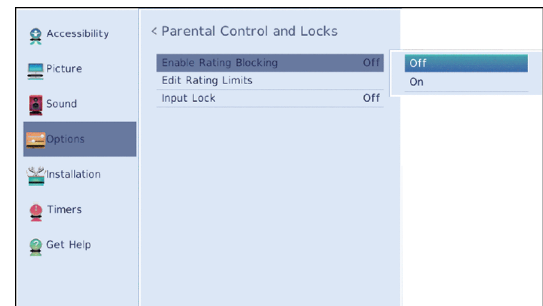 Accessibility
Picture
Sound
Options
Installation
Timers
Get Help
< Parental Control and Locks
Enable Rating Blocking Off
Edit Rating Limits
Input Lock Off
Off
On